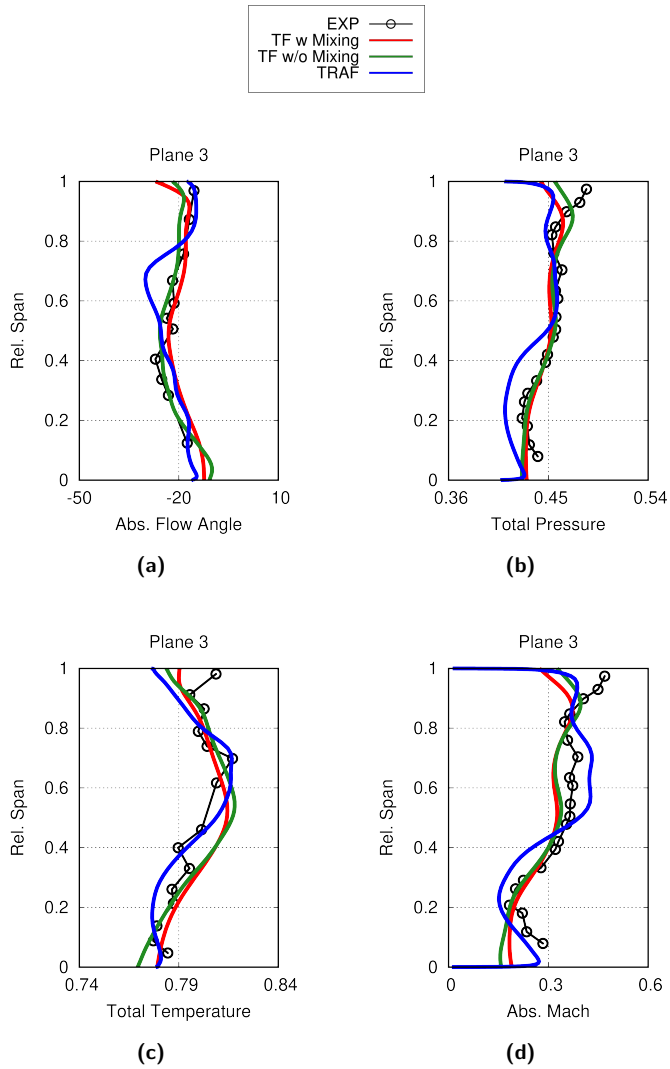 EXP
TF w Mixing
TF w/o Mixing
TRAF
Plane 3
1
0.8
0.6
0.4
0.2
0
Rel. Span
-50 -20 10
Abs. Flow Angle
(a)
Plane 3
1
0.8
0.6
0.4
0.2
0
Rel. Span
0.36 0.45 0.54
Total Pressure
(b)
Plane 3
1
0.8
0.6
0.4
0.2
0
Rel. Span
0.74 0.79 0.84
Total Temperature
(c)
Plane 3
1
0.8
0.6
0.4
0.2
0
Rel. Span
0 0.3 0.6
Abs. Mach
(d)